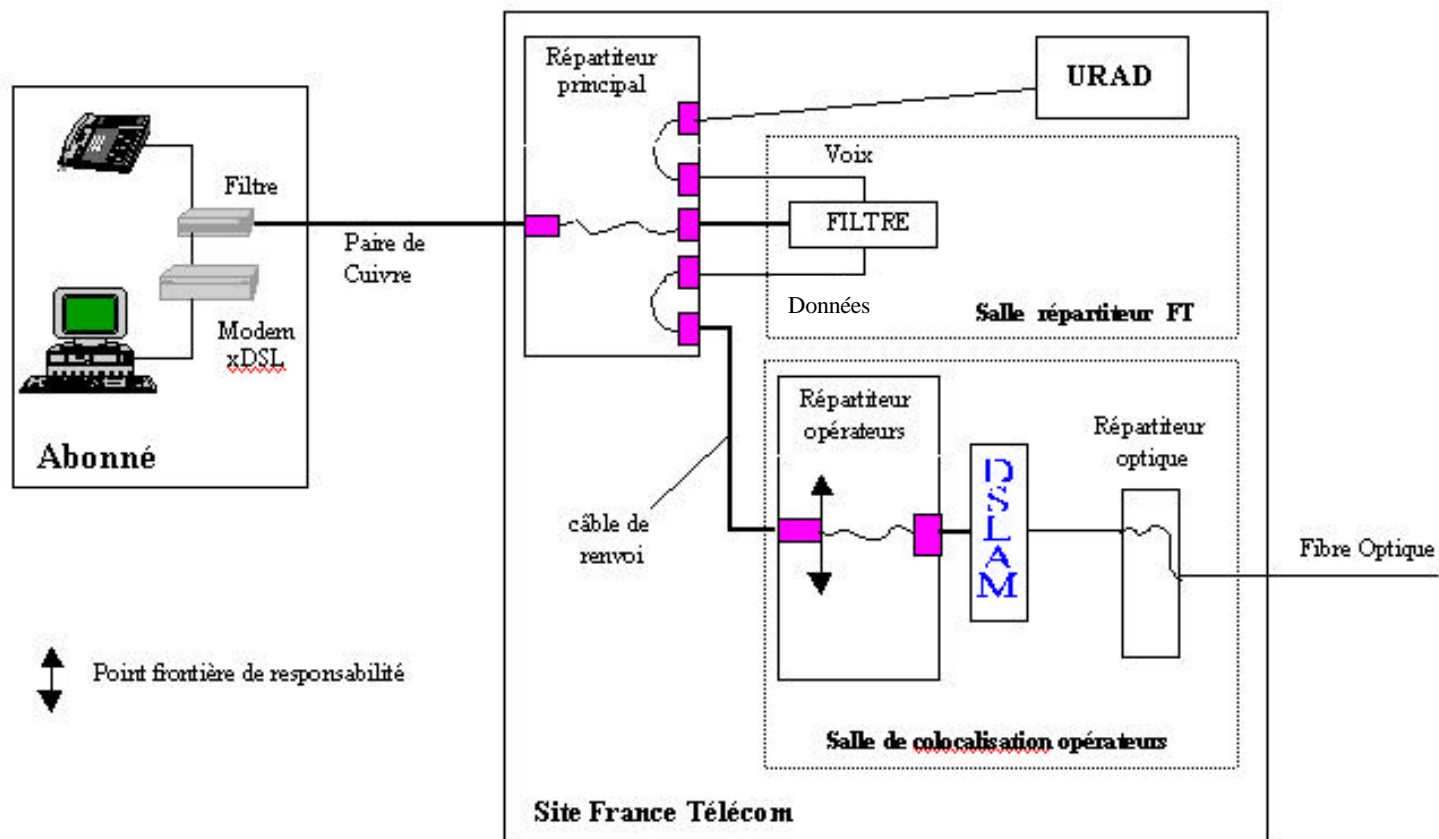 Répartiteur
principal
URAD
Voix
Filtre
FILTRE
Paire de
Cuivre
Données
Salle répartiteur FT
Modem
xDSL
Abonné
Répartiteur
opérateurs
Répartiteur
optique
DSLAM
câble de
renvoi
Fibre Optique
Point frontière de responsabilité
Salle de colocalisation opérateurs
Site France Télécom